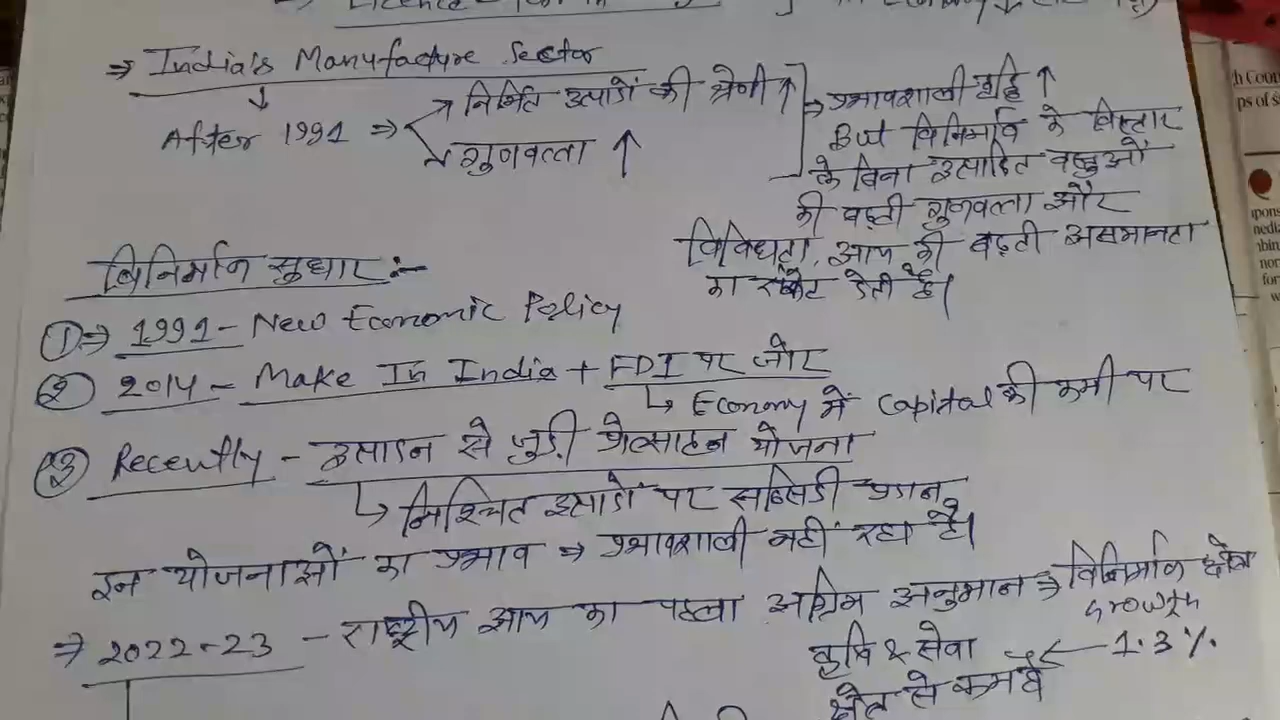 ⇒ India's Manufacture Sector
↓
After 1991 ⇒
→ निर्मित उत्पादों की श्रेणी ↑
→ गुणवत्ता ↑
⇒ प्रभावशाली वृद्धि ↑
But विनिर्माण के विस्तार
के बिना उत्पादित वस्तुओं
की बढ़ती गुणवत्ता और
विविधता, आय की बढ़ती असमानता
का संकेत देती है।
विनिर्माण सुधार :-
① ⇒ 1991 - New Economic Policy
② 2014 - Make In India + FDI पर जोर
↳ Economy में Capital की कमी पर
③ Recently - उत्पादन से जुड़ी प्रोत्साहन योजना
↳ निश्चित उत्पादों पर सब्सिडी प्रदान
इन योजनाओं का प्रभाव ⇒ प्रभावशाली नहीं रहा है।
⇒ 2022-23 - राष्ट्रीय आय का पहला अग्रिम अनुमान ⇒ विनिर्माण क्षेत्र
Growth
कृषि & सेवा ← 1.3%.
क्षेत्र से कम है